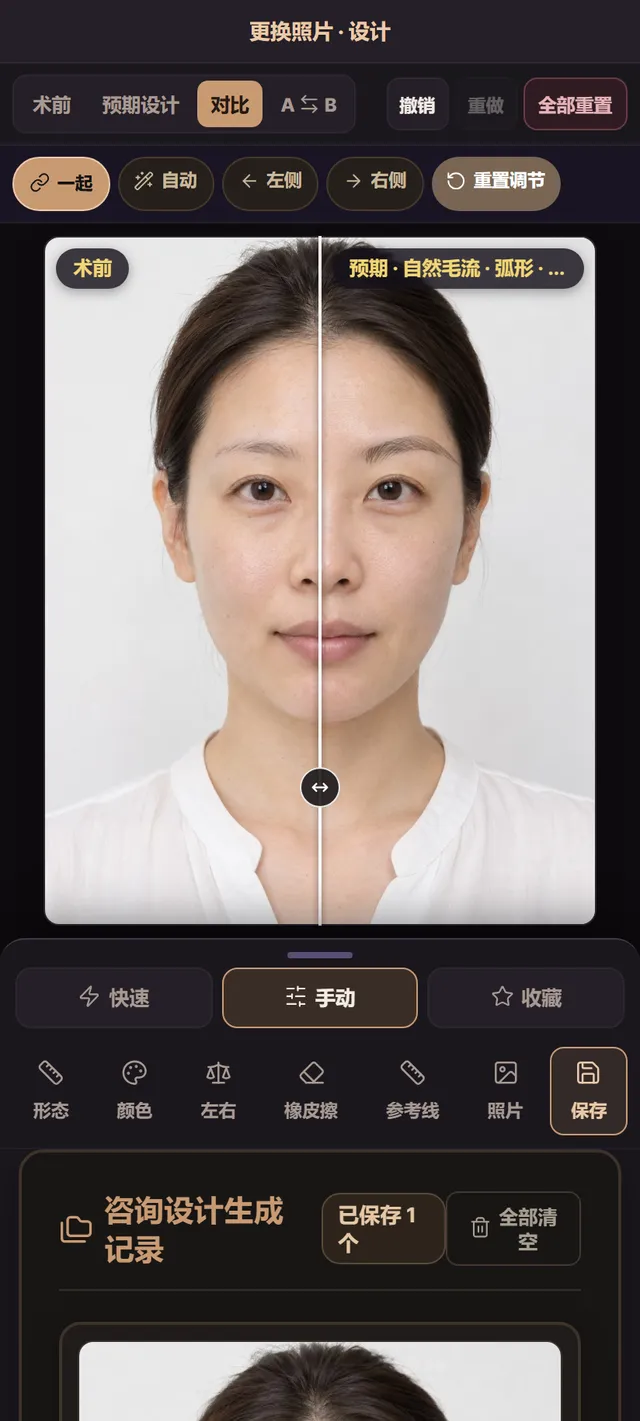 更换照片 · 设计
术前 预期设计 对比 A ⇆ B 撤销 重做 全部重置
一起 自动 ← 左侧 → 右侧 重置调节
术前 预期 · 自然毛流 · 弧形 · ...
快速 手动 收藏
形态 颜色 左右 橡皮擦 参考线 照片 保存
咨询设计生成
记录
已保存 1
个
全部清
空